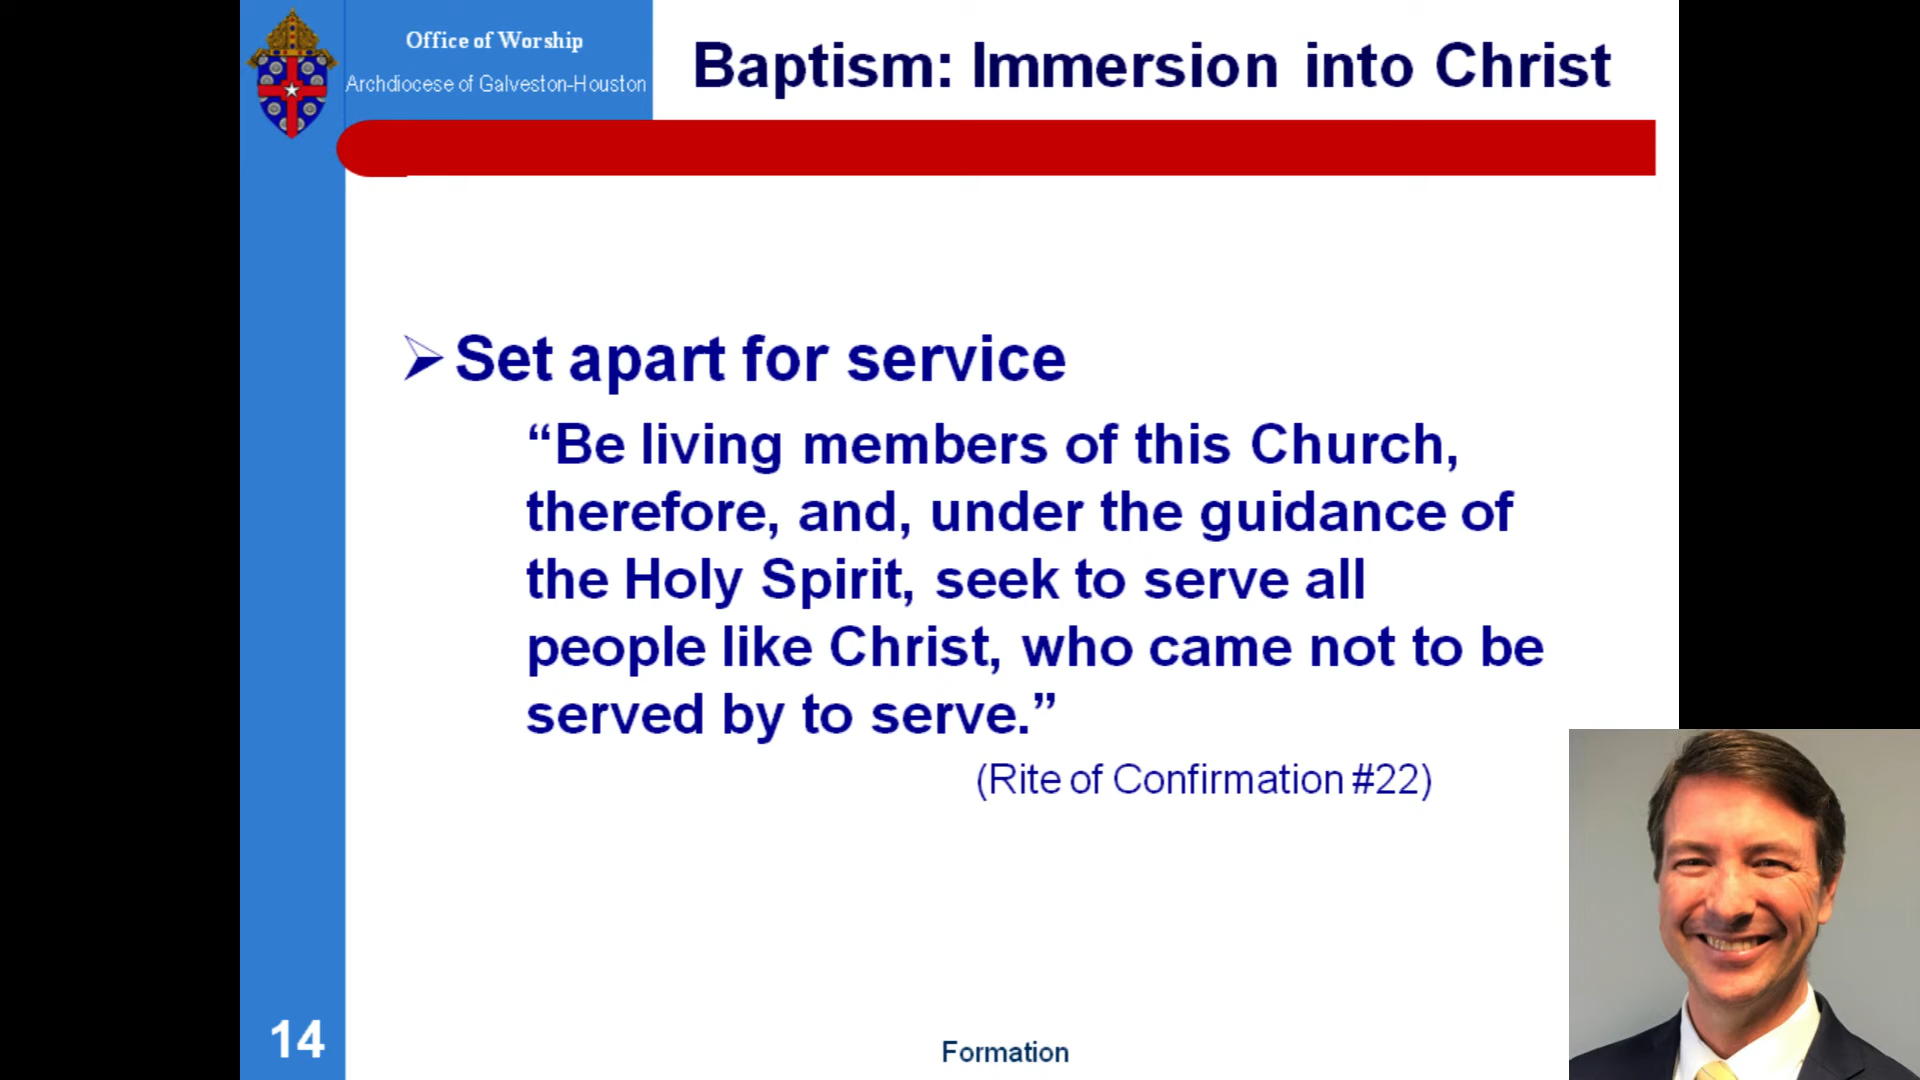 Office of Worship
Archdiocese of Galveston-Houston
Baptism: Immersion into Christ
Set apart for service
“Be living members of this Church,
therefore, and, under the guidance of
the Holy Spirit, seek to serve all
people like Christ, who came not to be
served by to serve.”
(Rite of Confirmation #22)
14
Formation